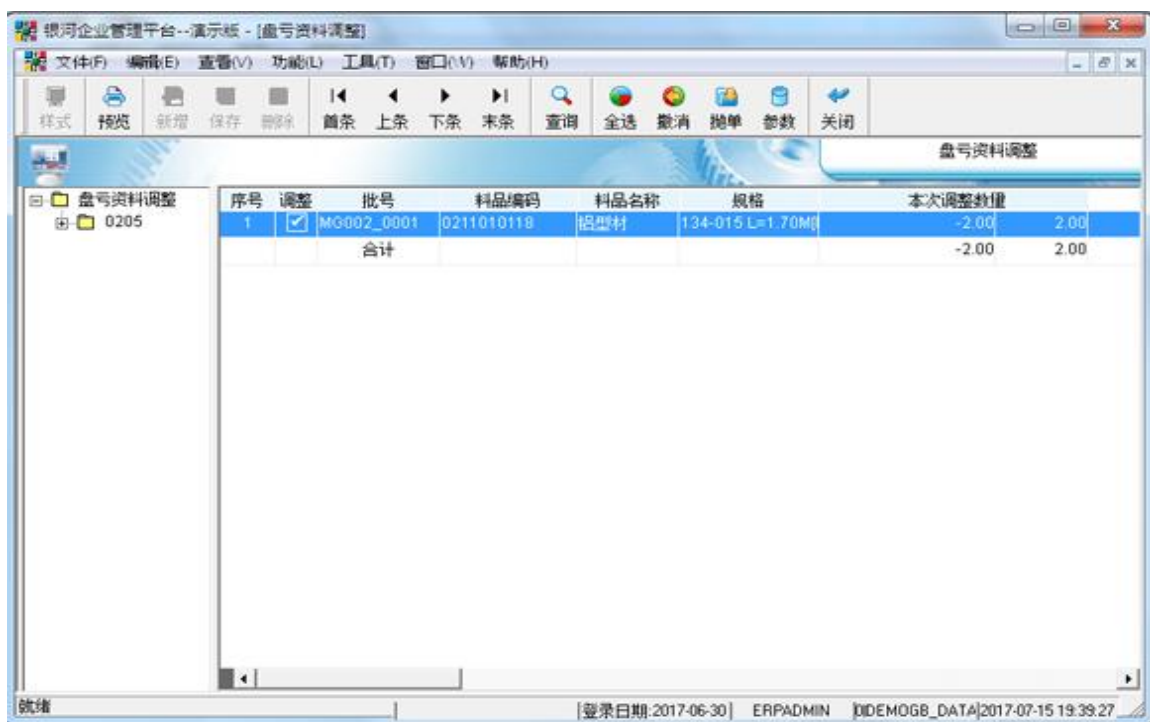 银河企业管理平台--演示版 - [盘亏资料调整]
文件(F) 编辑(E) 查看(V) 功能(L) 工具(T) 窗口(W) 帮助(H)
样式 预览 新增 保存 删除 首条 上条 下条 末条 查询 全选 撤消 抛单 参数 关闭
盘亏资料调整
盘亏资料调整
0205
序号 调整 批号 料品编码 料品名称 规格 本次调整数量
1 MG002_0001 0211010118 铝型材 134-015 L=1.70M -2.00 2.00
合计 -2.00 2.00
就绪 登录日期:2017-06-30 ERPADMIN DEMOGB_DATA 2017-07-15 19:39:27